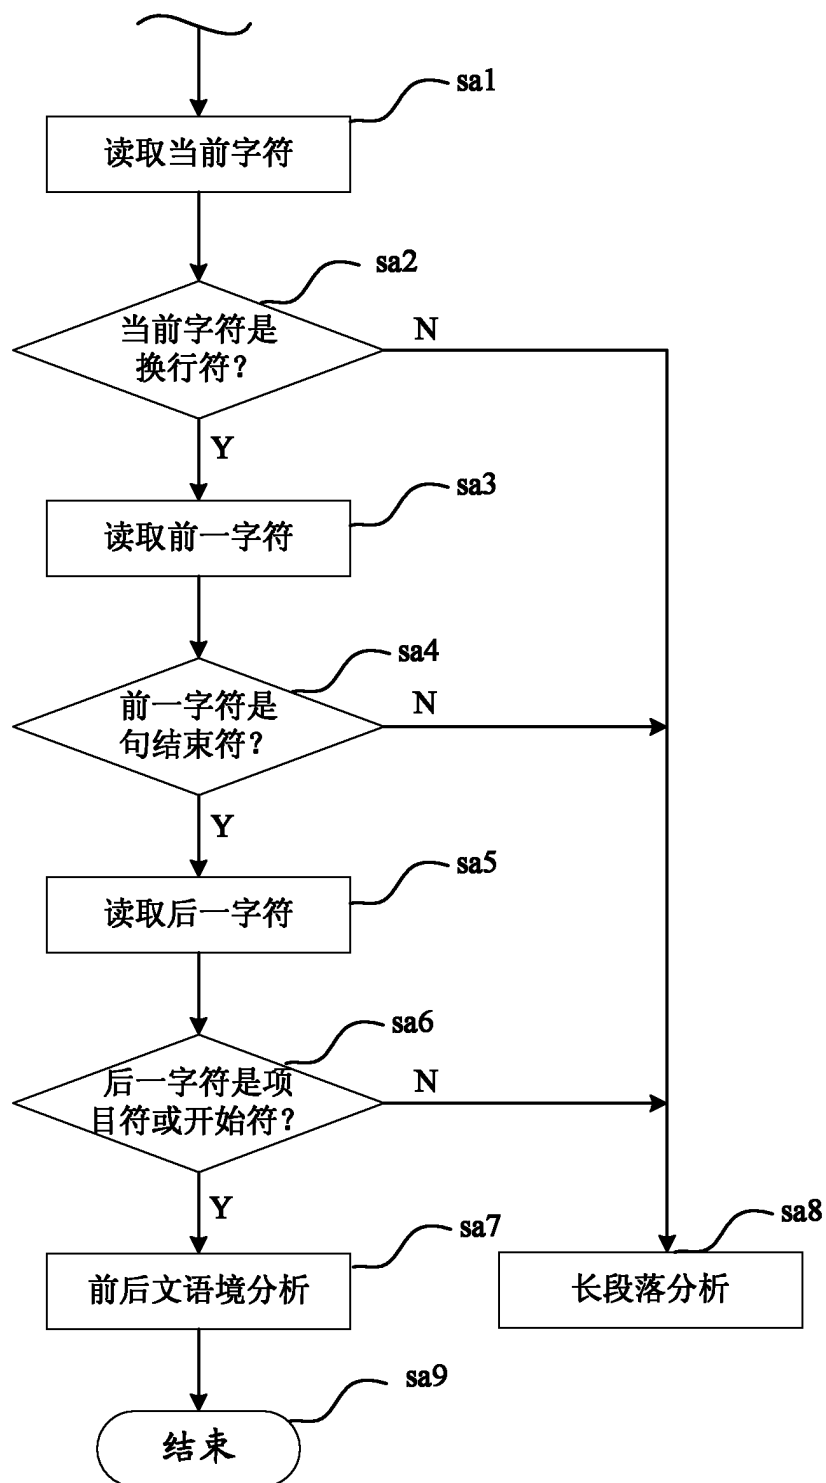 sa1
读取当前字符
sa2
当前字符是
换行符?
N
Y
sa3
读取前一字符
sa4
前一字符是
句结束符?
N
Y
sa5
读取后一字符
sa6
后一字符是项
目符或开始符?
N
Y
sa7
前后文语境分析
sa8
长段落分析
sa9
结束